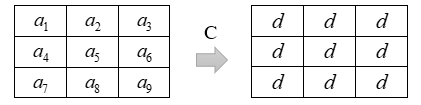 a₁ a₂ a₃ C d d d
a₄ a₅ a₆ d d d
a₇ a₈ a₉ d d d